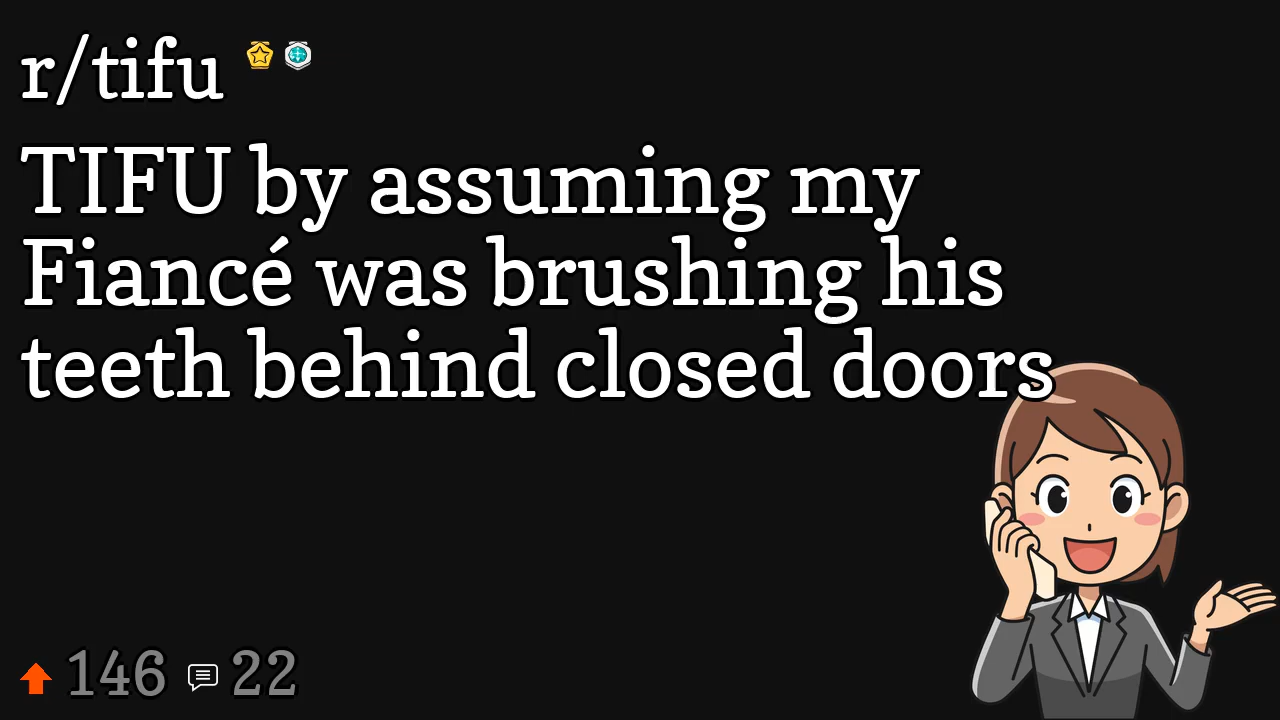 r/tifu
TIFU by assuming my
Fiancé was brushing his
teeth behind closed doors
146 22